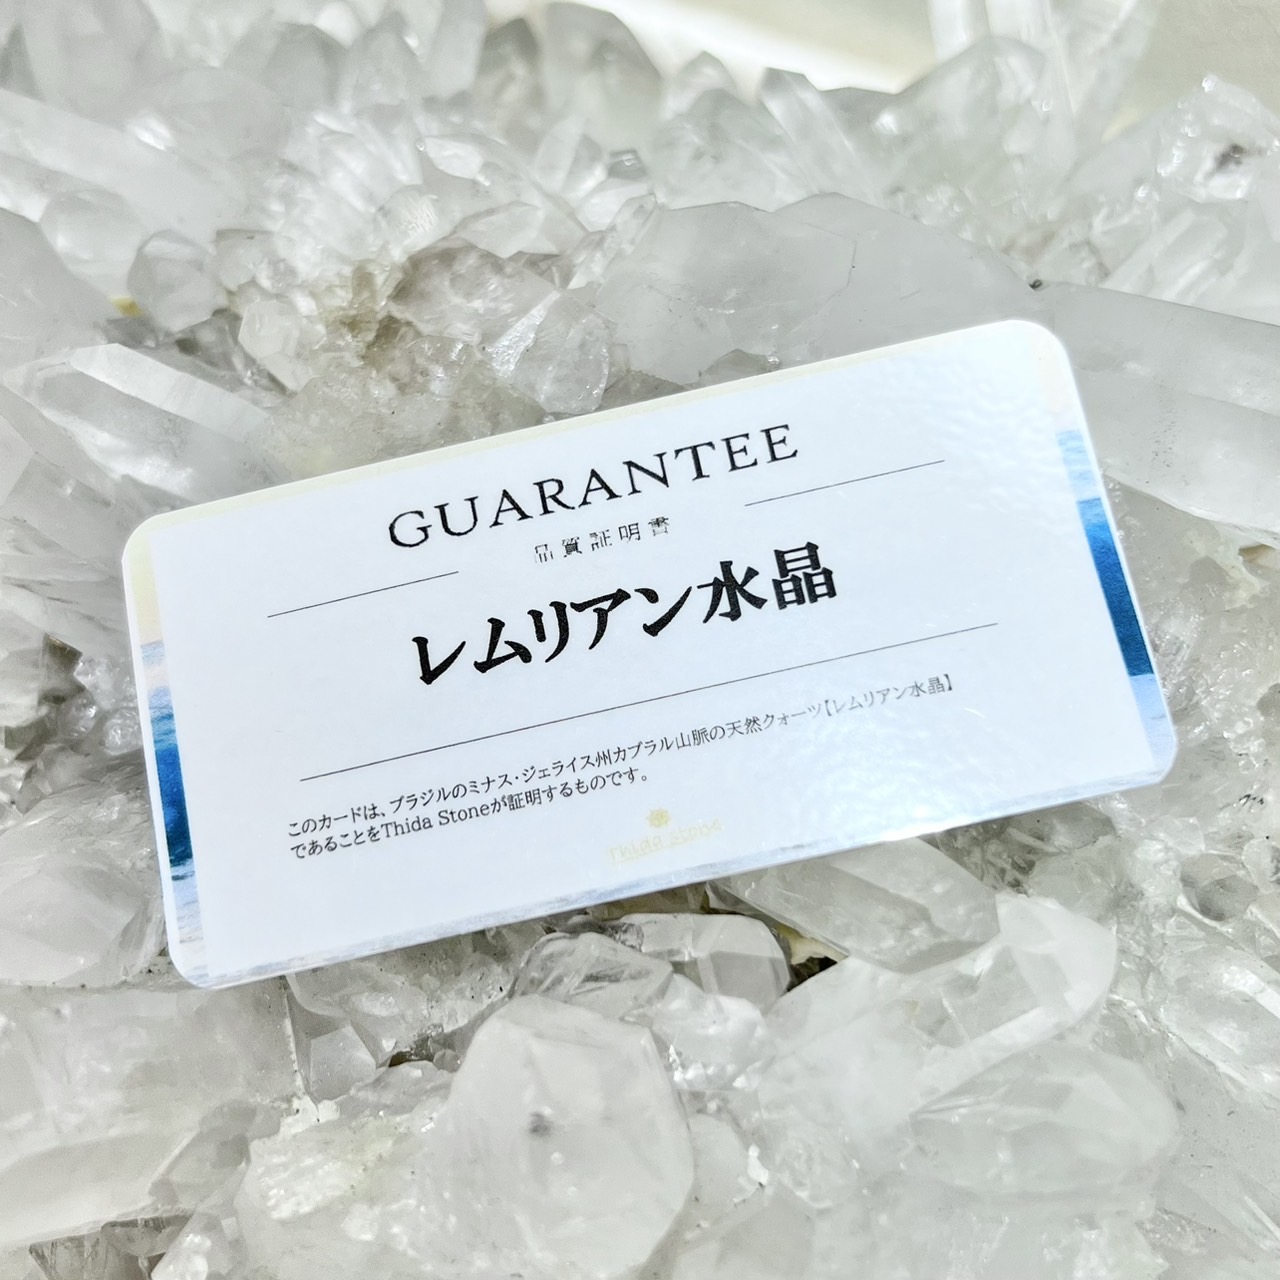 GUARANTEE
品質証明書
レムリアン水晶
このカードは、ブラジルのミナス・ジェライス州カブラル山脈の天然クォーツ【レムリアン水晶】
であることをThida Stoneが証明するものです。
Thida Stone